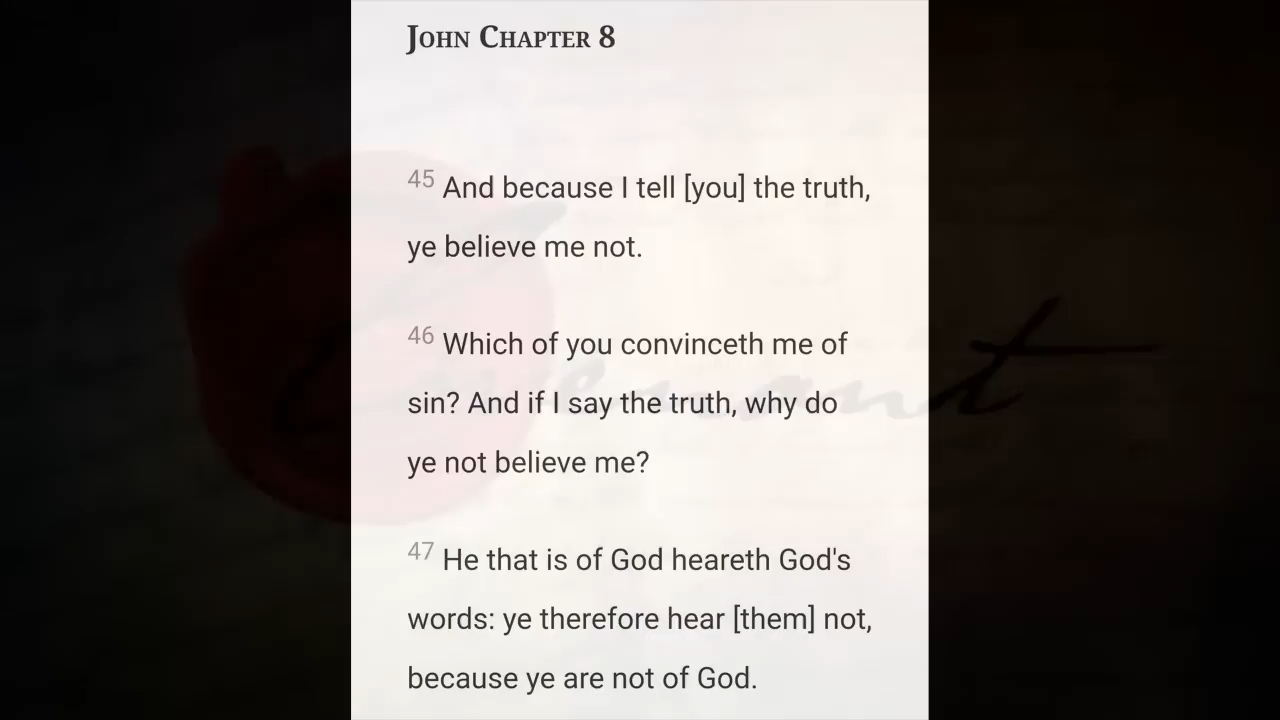 John Chapter 8
45 And because I tell [you] the truth,
ye believe me not.
46 Which of you convinceth me of
sin? And if I say the truth, why do
ye not believe me?
47 He that is of God heareth God's
words: ye therefore hear [them] not,
because ye are not of God.